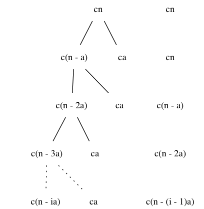 cn cn
c(n - a) ca cn
c(n - 2a) ca c(n - a)
c(n - 3a) ca c(n - 2a)
c(n - ia) ca c(n - (i - 1)a)